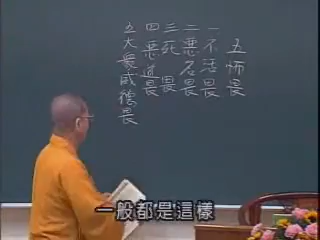 五怖畏
一不活畏
二惡名畏
三死畏
四惡道畏
五大衆威德畏
一般都是這樣